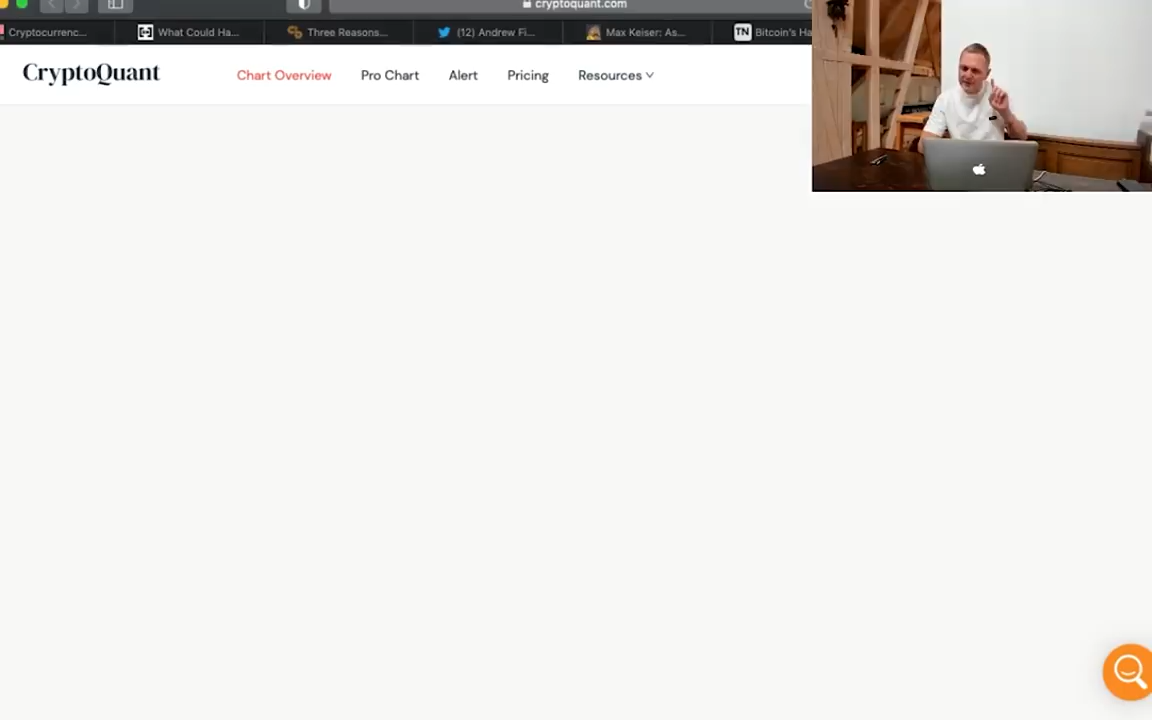 cryptoquant.com
Cryptocurrenc...
What Could Ha...
Three Reasons...
(12) Andrew Fi...
Max Keiser: As...
TN
Bitcoin's Ha
CryptoQuant
Chart Overview
Pro Chart
Alert
Pricing
Resources